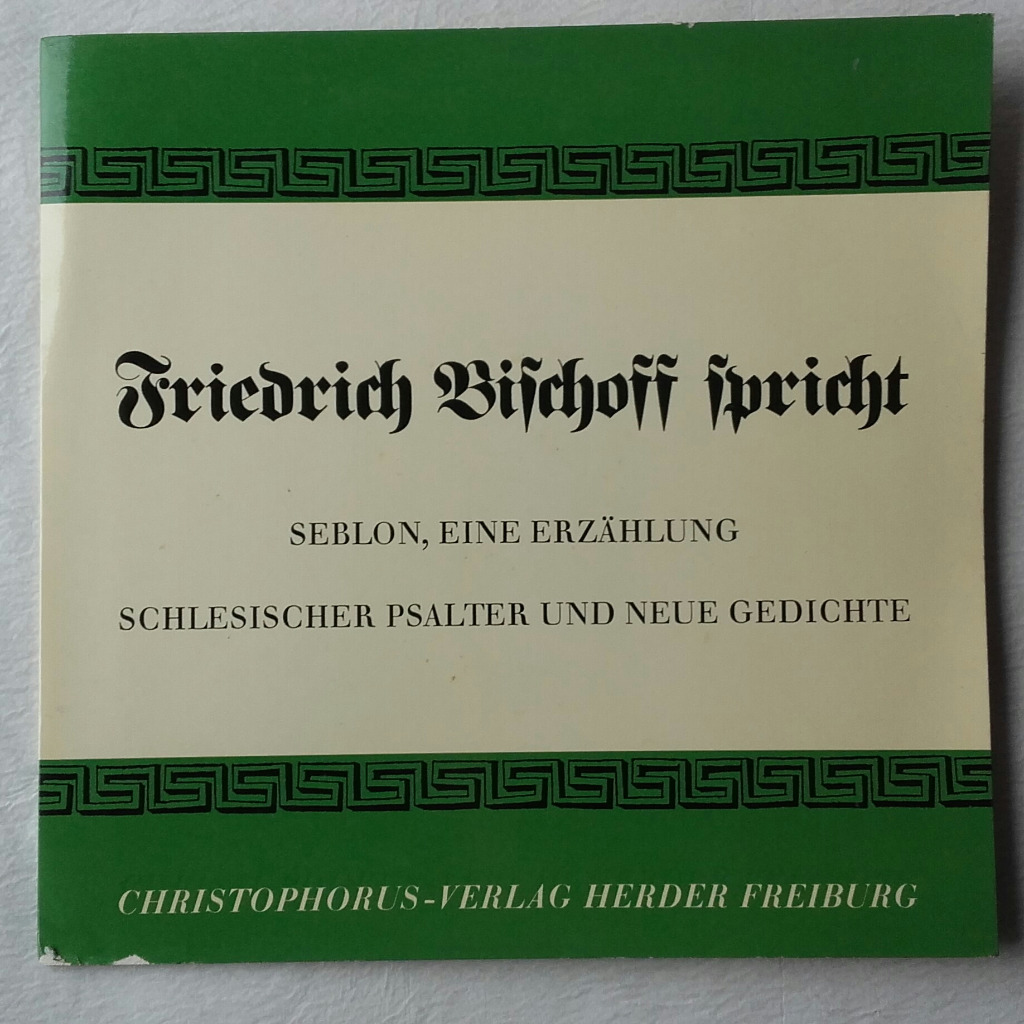 Friedrich Biſchoff ſpricht
SEBLON, EINE ERZÄHLUNG
SCHLESISCHER PSALTER UND NEUE GEDICHTE
CHRISTOPHORUS-VERLAG HERDER FREIBURG